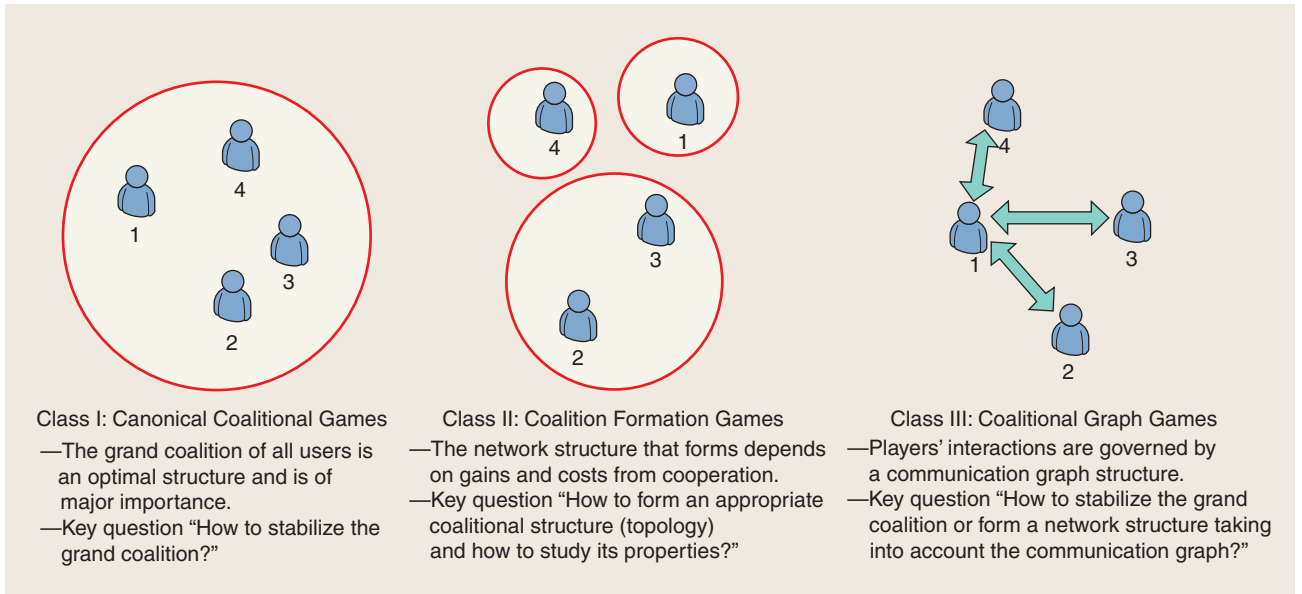 4
1
3
2
Class I: Canonical Coalitional Games
—The grand coalition of all users is
an optimal structure and is of
major importance.
—Key question “How to stabilize the
grand coalition?”
4
1
3
2
Class II: Coalition Formation Games
—The network structure that forms depends
on gains and costs from cooperation.
—Key question “How to form an appropriate
coalitional structure (topology)
and how to study its properties?”
4
1
3
2
Class III: Coalitional Graph Games
—Players’ interactions are governed by
a communication graph structure.
—Key question “How to stabilize the grand
coalition or form a network structure taking
into account the communication graph?”